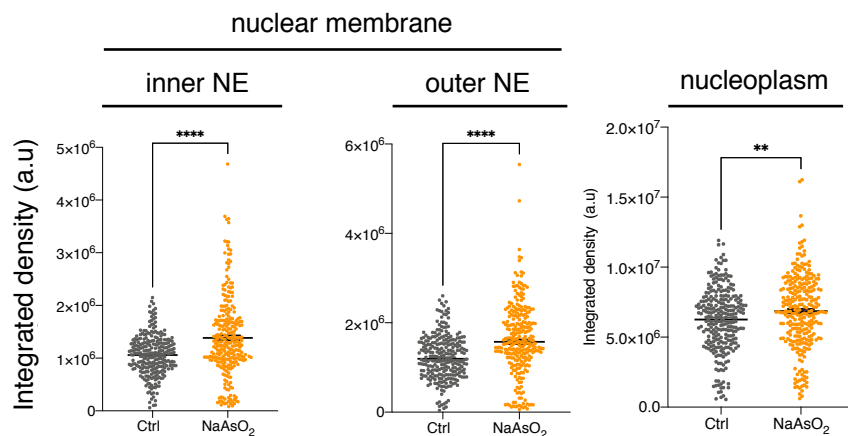 nuclear membrane
inner NE
outer NE
nucleoplasm
Integrated density (a.u)
5×10⁶
4×10⁶
3×10⁶
2×10⁶
1×10⁶
0
****
Ctrl
NaAsO₂
6×10⁶
4×10⁶
2×10⁶
0
****
Ctrl
NaAsO₂
Integrated density (a.u)
2.0×10⁷
1.5×10⁷
1.0×10⁷
5.0×10⁶
0.0
**
Ctrl
NaAsO₂